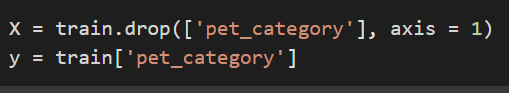 X = train.drop(['pet_category'], axis = 1)
y = train['pet_category']